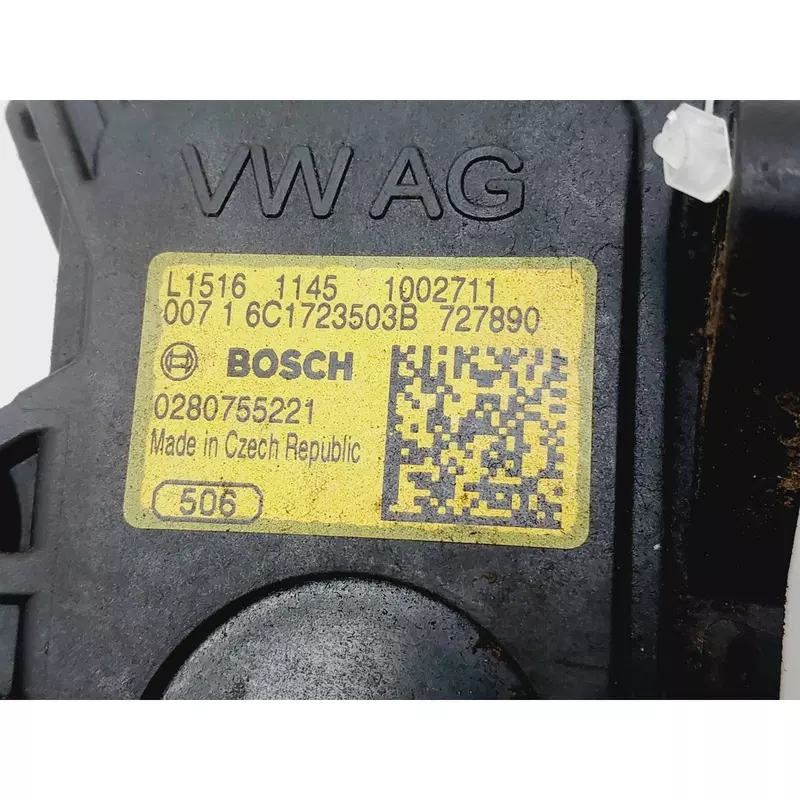 VW AG
L1516 1145 1002711
007 1 6C1723503B 727890
BOSCH
0280755221
Made in Czech Republic
506